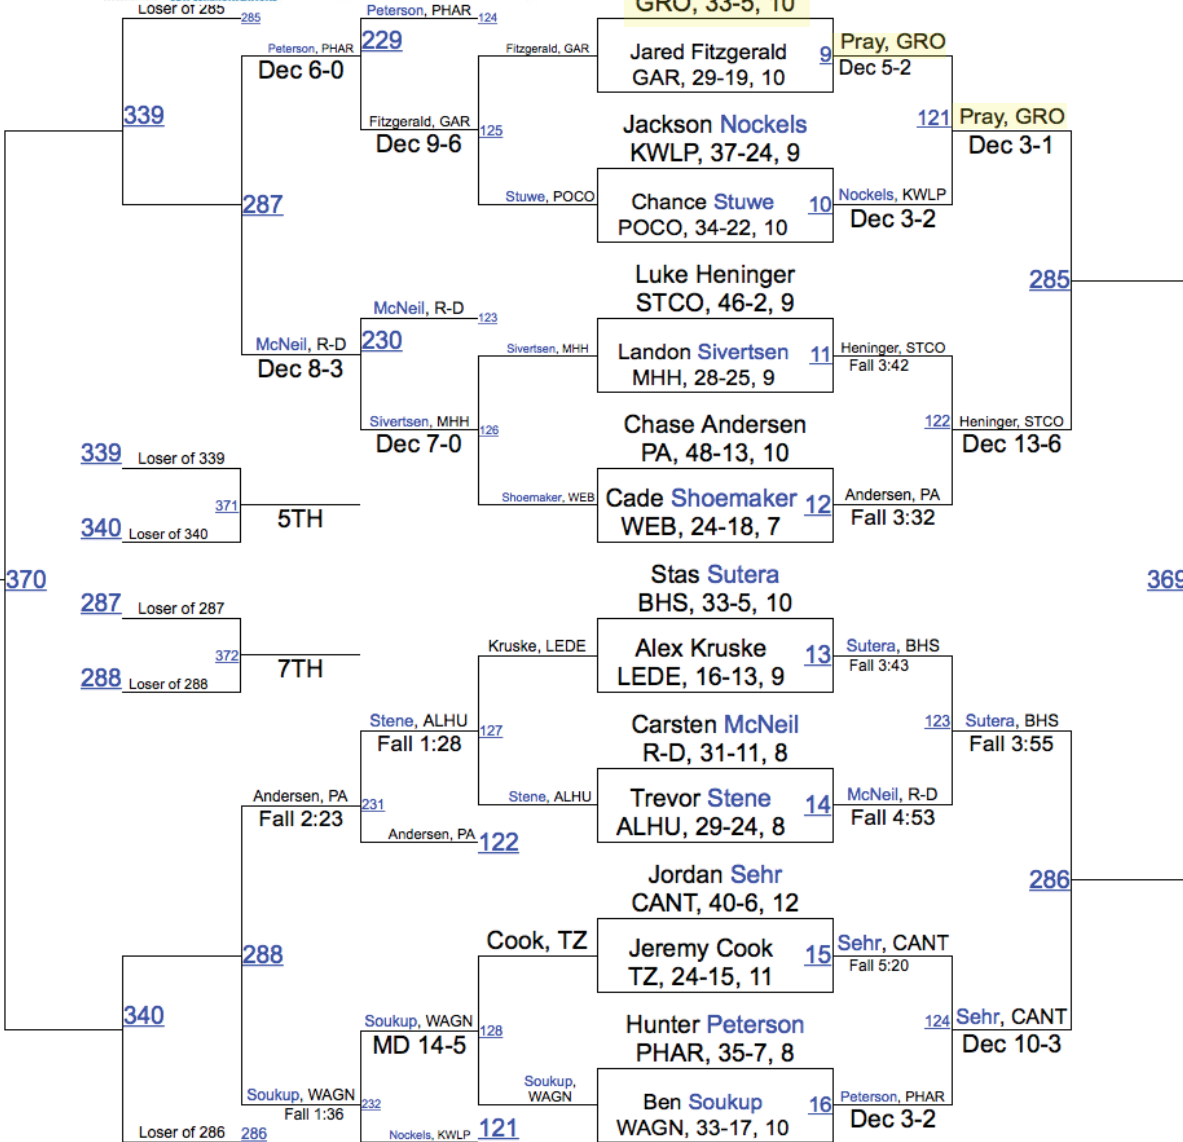 Loser of 285
285
Peterson, PHAR
124
GRO, 33-5, 10
Peterson, PHAR
229
Dec 6-0
Fitzgerald, GAR
Jared Fitzgerald
GAR, 29-19, 10
9
Pray, GRO
Dec 5-2
339
Fitzgerald, GAR
125
Dec 9-6
Jackson Nockels
KWLP, 37-24, 9
121
Pray, GRO
Dec 3-1
287
Stuwe, POCO
Chance Stuwe
POCO, 34-22, 10
10
Nockels, KWLP
Dec 3-2
Luke Heninger
STCO, 46-2, 9
285
McNeil, R-D
123
McNeil, R-D
230
Dec 8-3
Sivertsen, MHH
Landon Sivertsen
MHH, 28-25, 9
11
Heninger, STCO
Fall 3:42
Sivertsen, MHH
126
Dec 7-0
Chase Andersen
PA, 48-13, 10
122
Heninger, STCO
Dec 13-6
339
Loser of 339
371
5TH
340
Loser of 340
Shoemaker, WEB
Cade Shoemaker
WEB, 24-18, 7
12
Andersen, PA
Fall 3:32
370
369
Stas Sutera
BHS, 33-5, 10
287
Loser of 287
372
7TH
288
Loser of 288
Kruske, LEDE
Alex Kruske
LEDE, 16-13, 9
13
Sutera, BHS
Fall 3:43
Stene, ALHU
127
Fall 1:28
Carsten McNeil
R-D, 31-11, 8
123
Sutera, BHS
Fall 3:55
Andersen, PA
231
Fall 2:23
Andersen, PA
122
Stene, ALHU
Trevor Stene
ALHU, 29-24, 8
14
McNeil, R-D
Fall 4:53
Jordan Sehr
CANT, 40-6, 12
286
288
Cook, TZ
Jeremy Cook
TZ, 24-15, 11
15
Sehr, CANT
Fall 5:20
340
Soukup, WAGN
128
MD 14-5
Hunter Peterson
PHAR, 35-7, 8
124
Sehr, CANT
Dec 10-3
Soukup, WAGN
232
Fall 1:36
Soukup,
WAGN
Ben Soukup
WAGN, 33-17, 10
16
Peterson, PHAR
Dec 3-2
Loser of 286
286
Nockels, KWLP
121